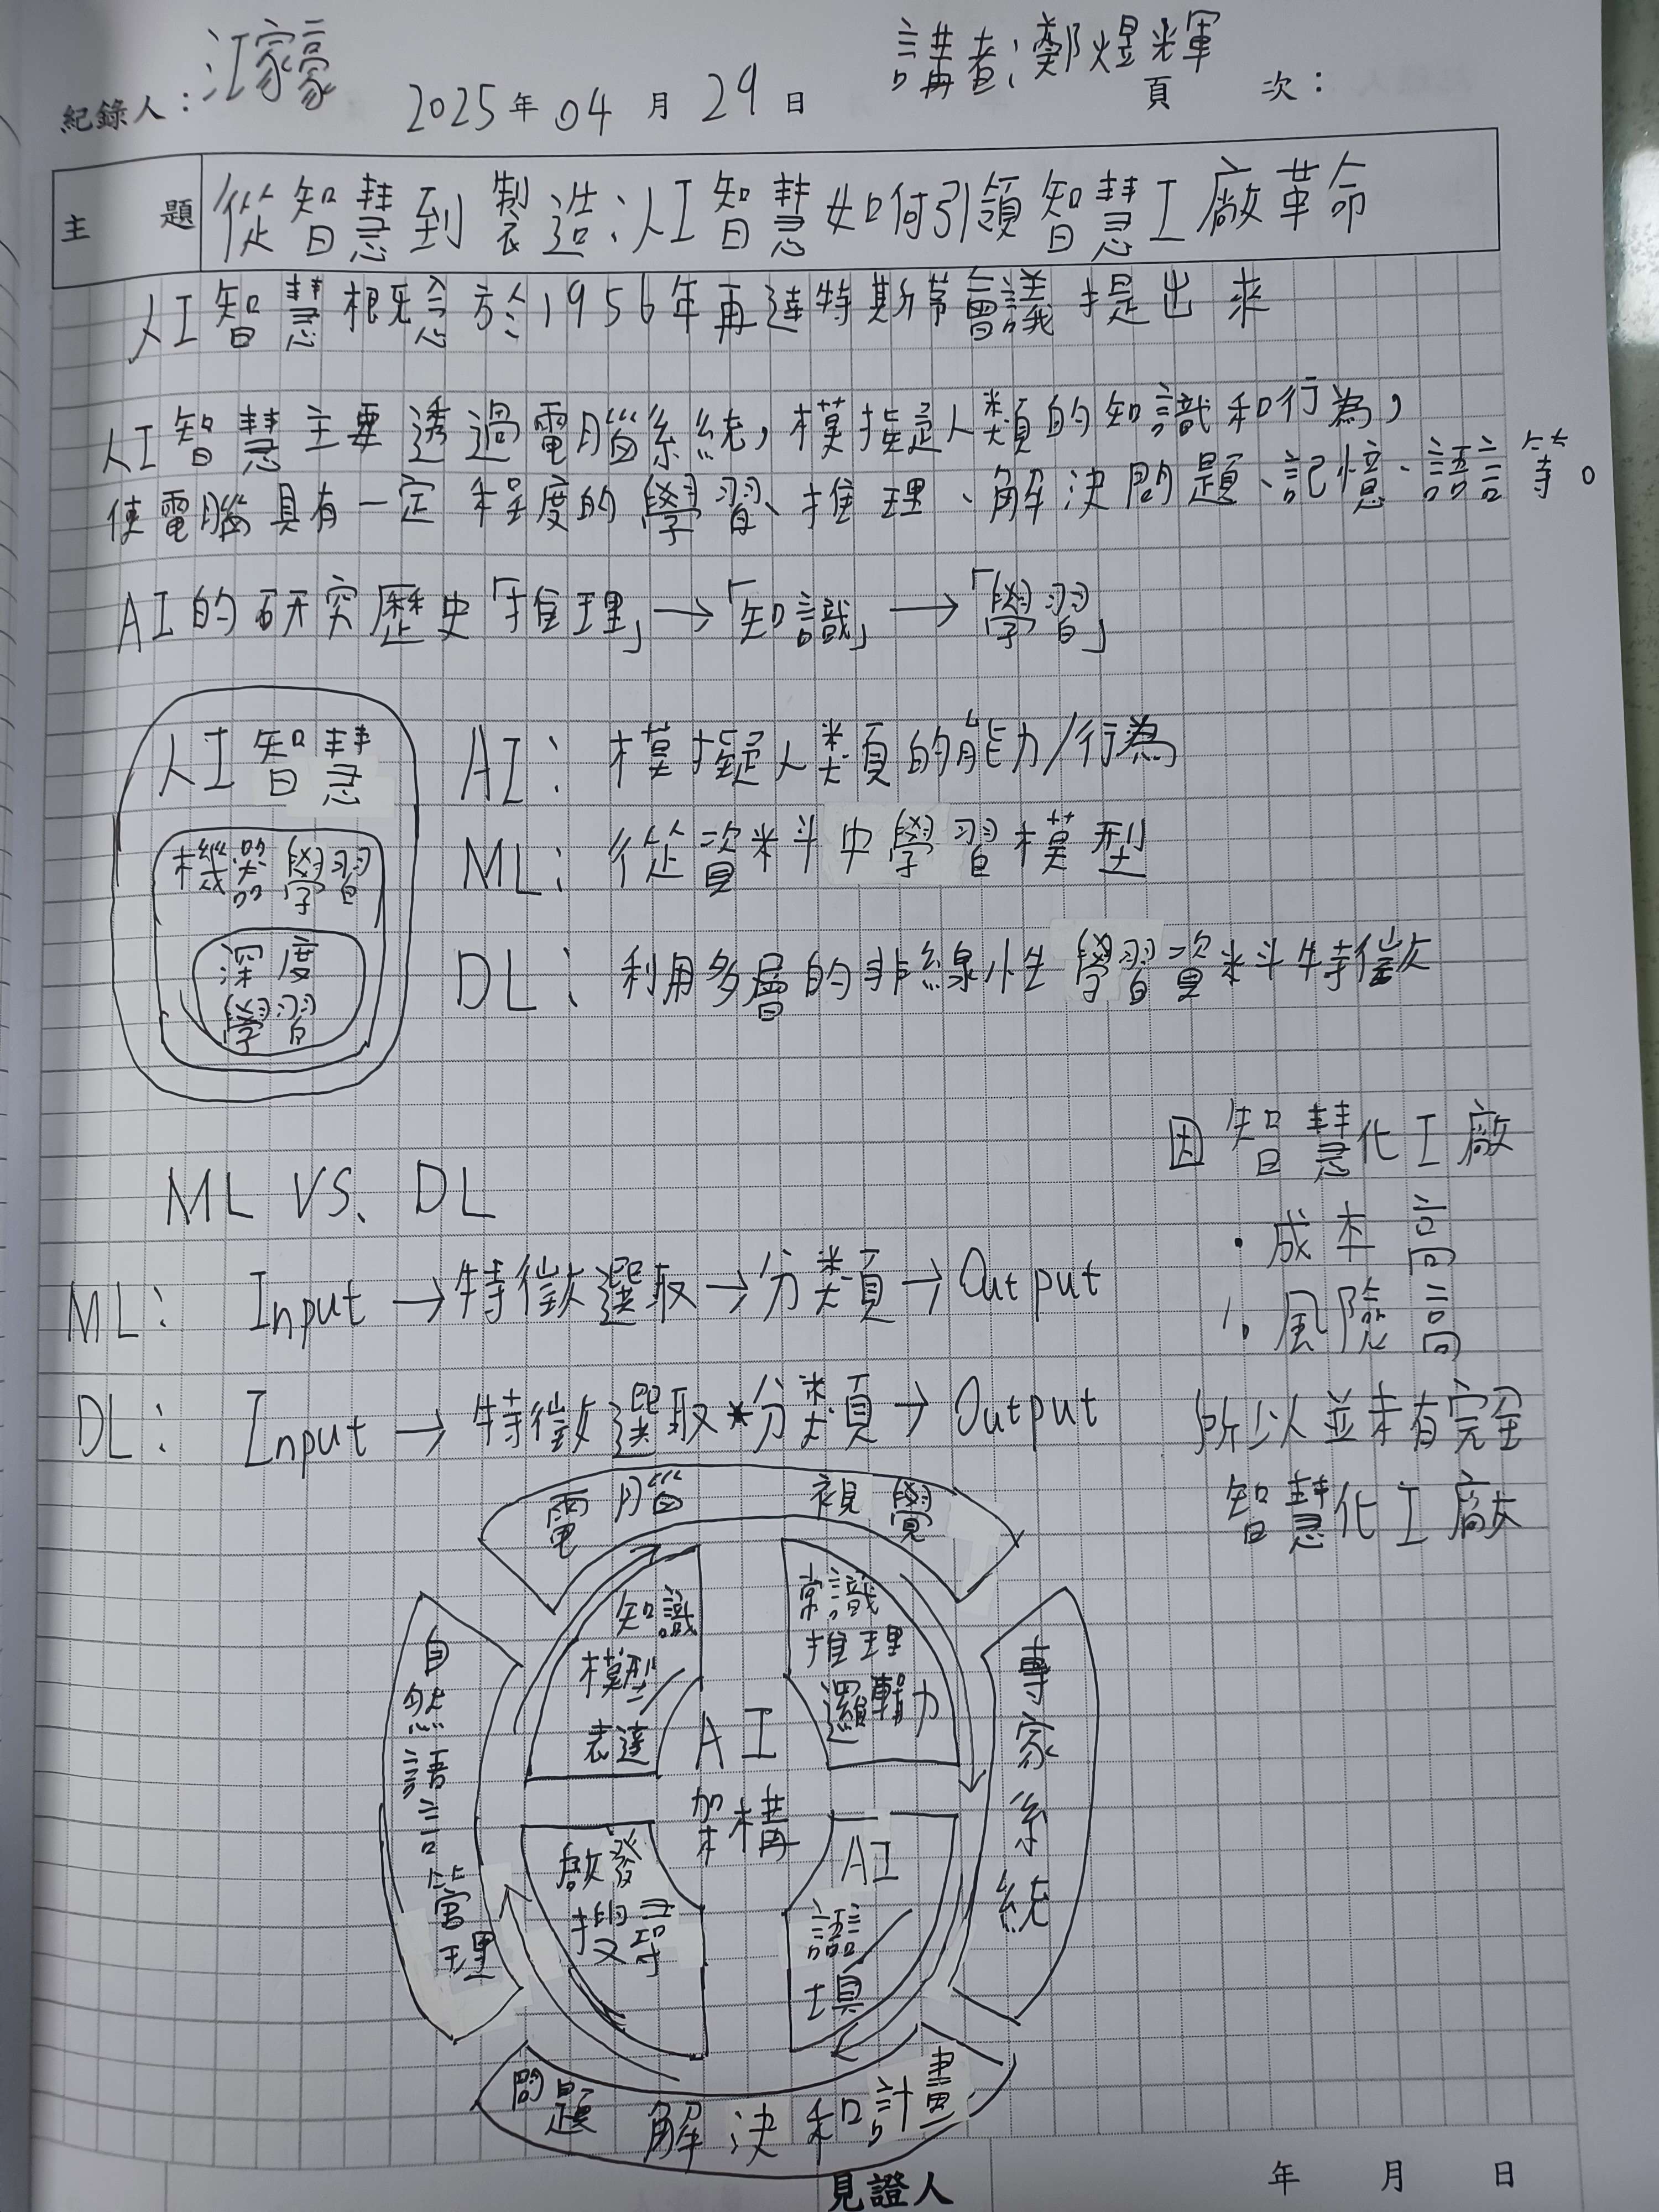 紀錄人：江家豪 2025年04月29日 講者:鄭煜輝 頁次：
主題 從智慧到製造:人工智慧如何引領智慧工廠革命
人工智慧概念於1956年再達特斯茅會議提出來
人工智慧主要透過電腦系統,模擬人類的知識和行為,
使電腦具有一定程度的學習、推理、解決問題、記憶、語言等。
AI的研究歷史「推理」→「知識」→「學習」
人工智慧
機器學習
深度
學習
AI: 模擬人類的能力/行為
ML: 從資料中學習模型
DL: 利用多層的非線性學習資料特徵
ML VS. DL
ML: Input→特徵選取→分類→Output
DL: Input→特徵選取*分類→Output
因智慧化工廠
·成本高
·風險高
所以並未有完全
智慧化工廠
電腦視覺
自然語言管理
知識
模型
表達
常識
推理
邏輯力
AI
架構
啟發
搜尋
AI
語言
專家系統
問題解決和計畫
見證人 年月日